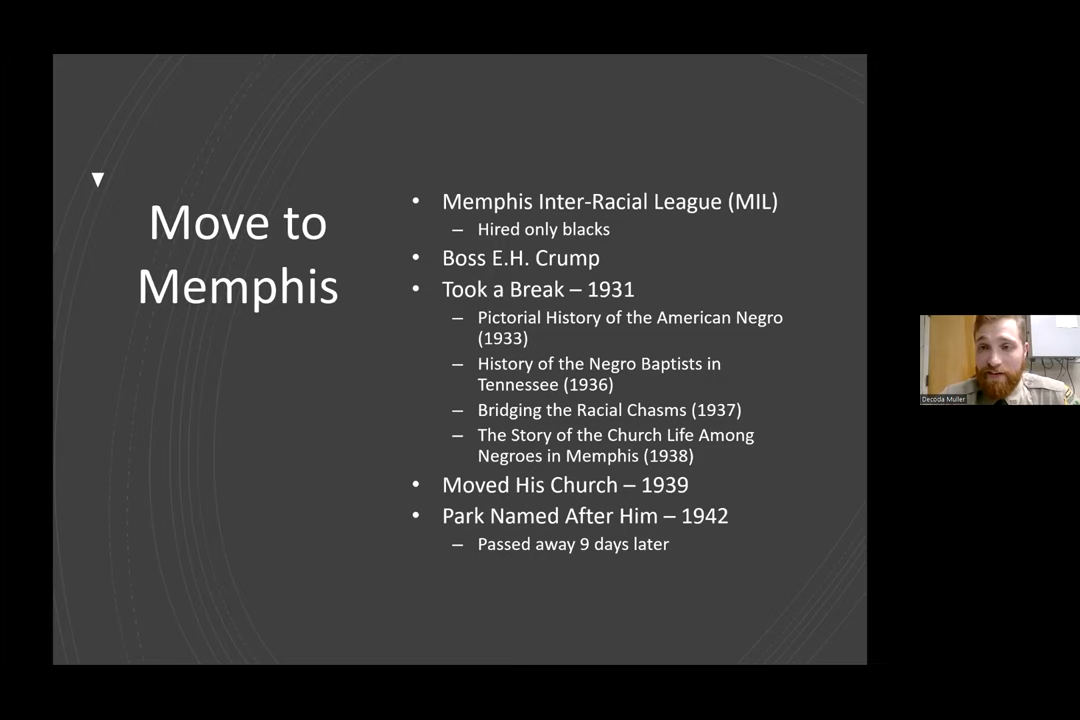 Move to
Memphis
• Memphis Inter-Racial League (MIL)
– Hired only blacks
• Boss E.H. Crump
• Took a Break – 1931
– Pictorial History of the American Negro
(1933)
– History of the Negro Baptists in
Tennessee (1936)
– Bridging the Racial Chasms (1937)
– The Story of the Church Life Among
Negroes in Memphis (1938)
• Moved His Church – 1939
• Park Named After Him – 1942
– Passed away 9 days later
Decoda Muller